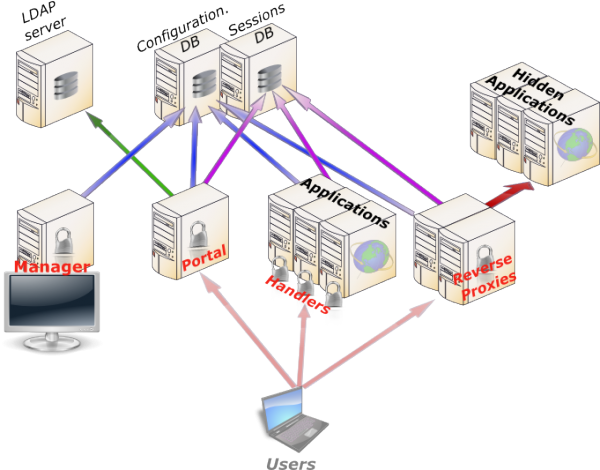 LDAP
server
Configuration.
DB
Sessions
DB
Hidden
Applications
Manager
Portal
Applications
Handlers
Reverse
Proxies
Users